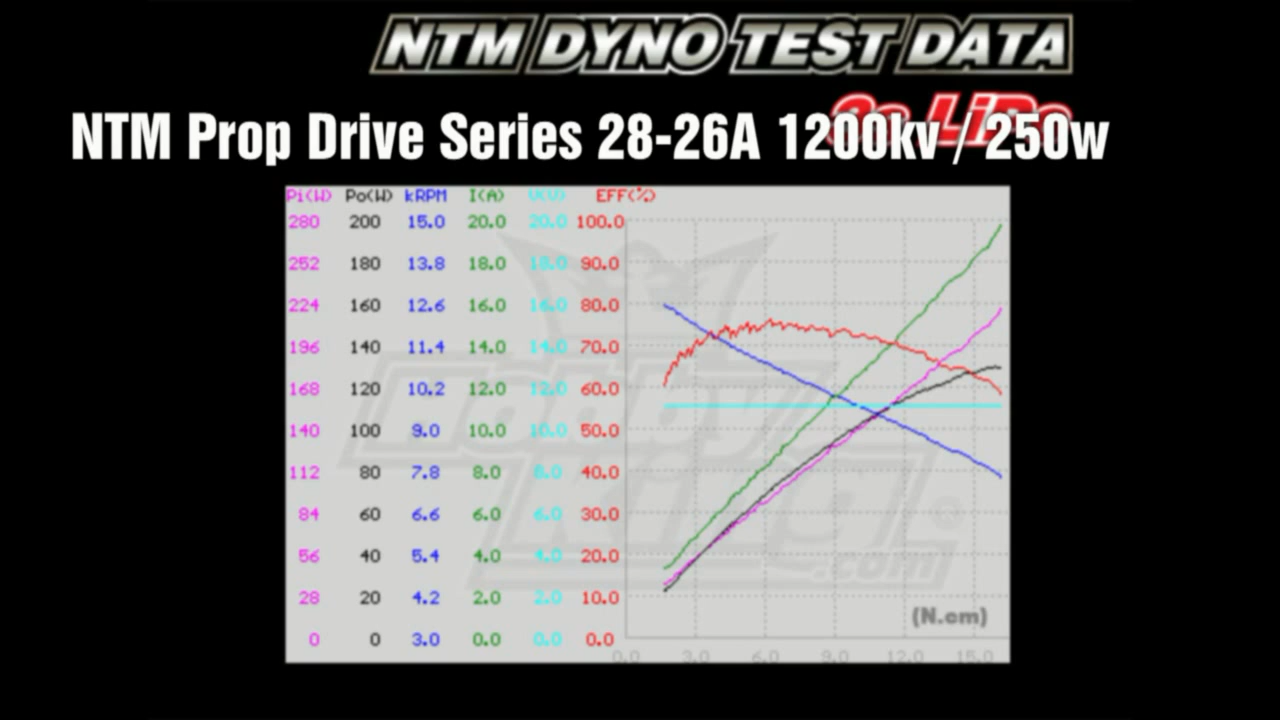 NTM DYNO TEST DATA
NTM Prop Drive Series 28-26A 1200kv / 250w
Pi(W) Po(W) kRPM I(A) V(V) EFF(%)
280 200 15.0 20.0 20.0 100.0
252 180 13.8 18.0 18.0 90.0
224 160 12.6 16.0 16.0 80.0
196 140 11.4 14.0 14.0 70.0
168 120 10.2 12.0 12.0 60.0
140 100 9.0 10.0 10.0 50.0
112 80 7.8 8.0 8.0 40.0
84 60 6.6 6.0 6.0 30.0
56 40 5.4 4.0 4.0 20.0
28 20 4.2 2.0 2.0 10.0
0 0 3.0 0.0 0.0 0.0
Hobby
King
.com
(N.cm)
0.0 3.0 6.0 9.0 12.0 15.0